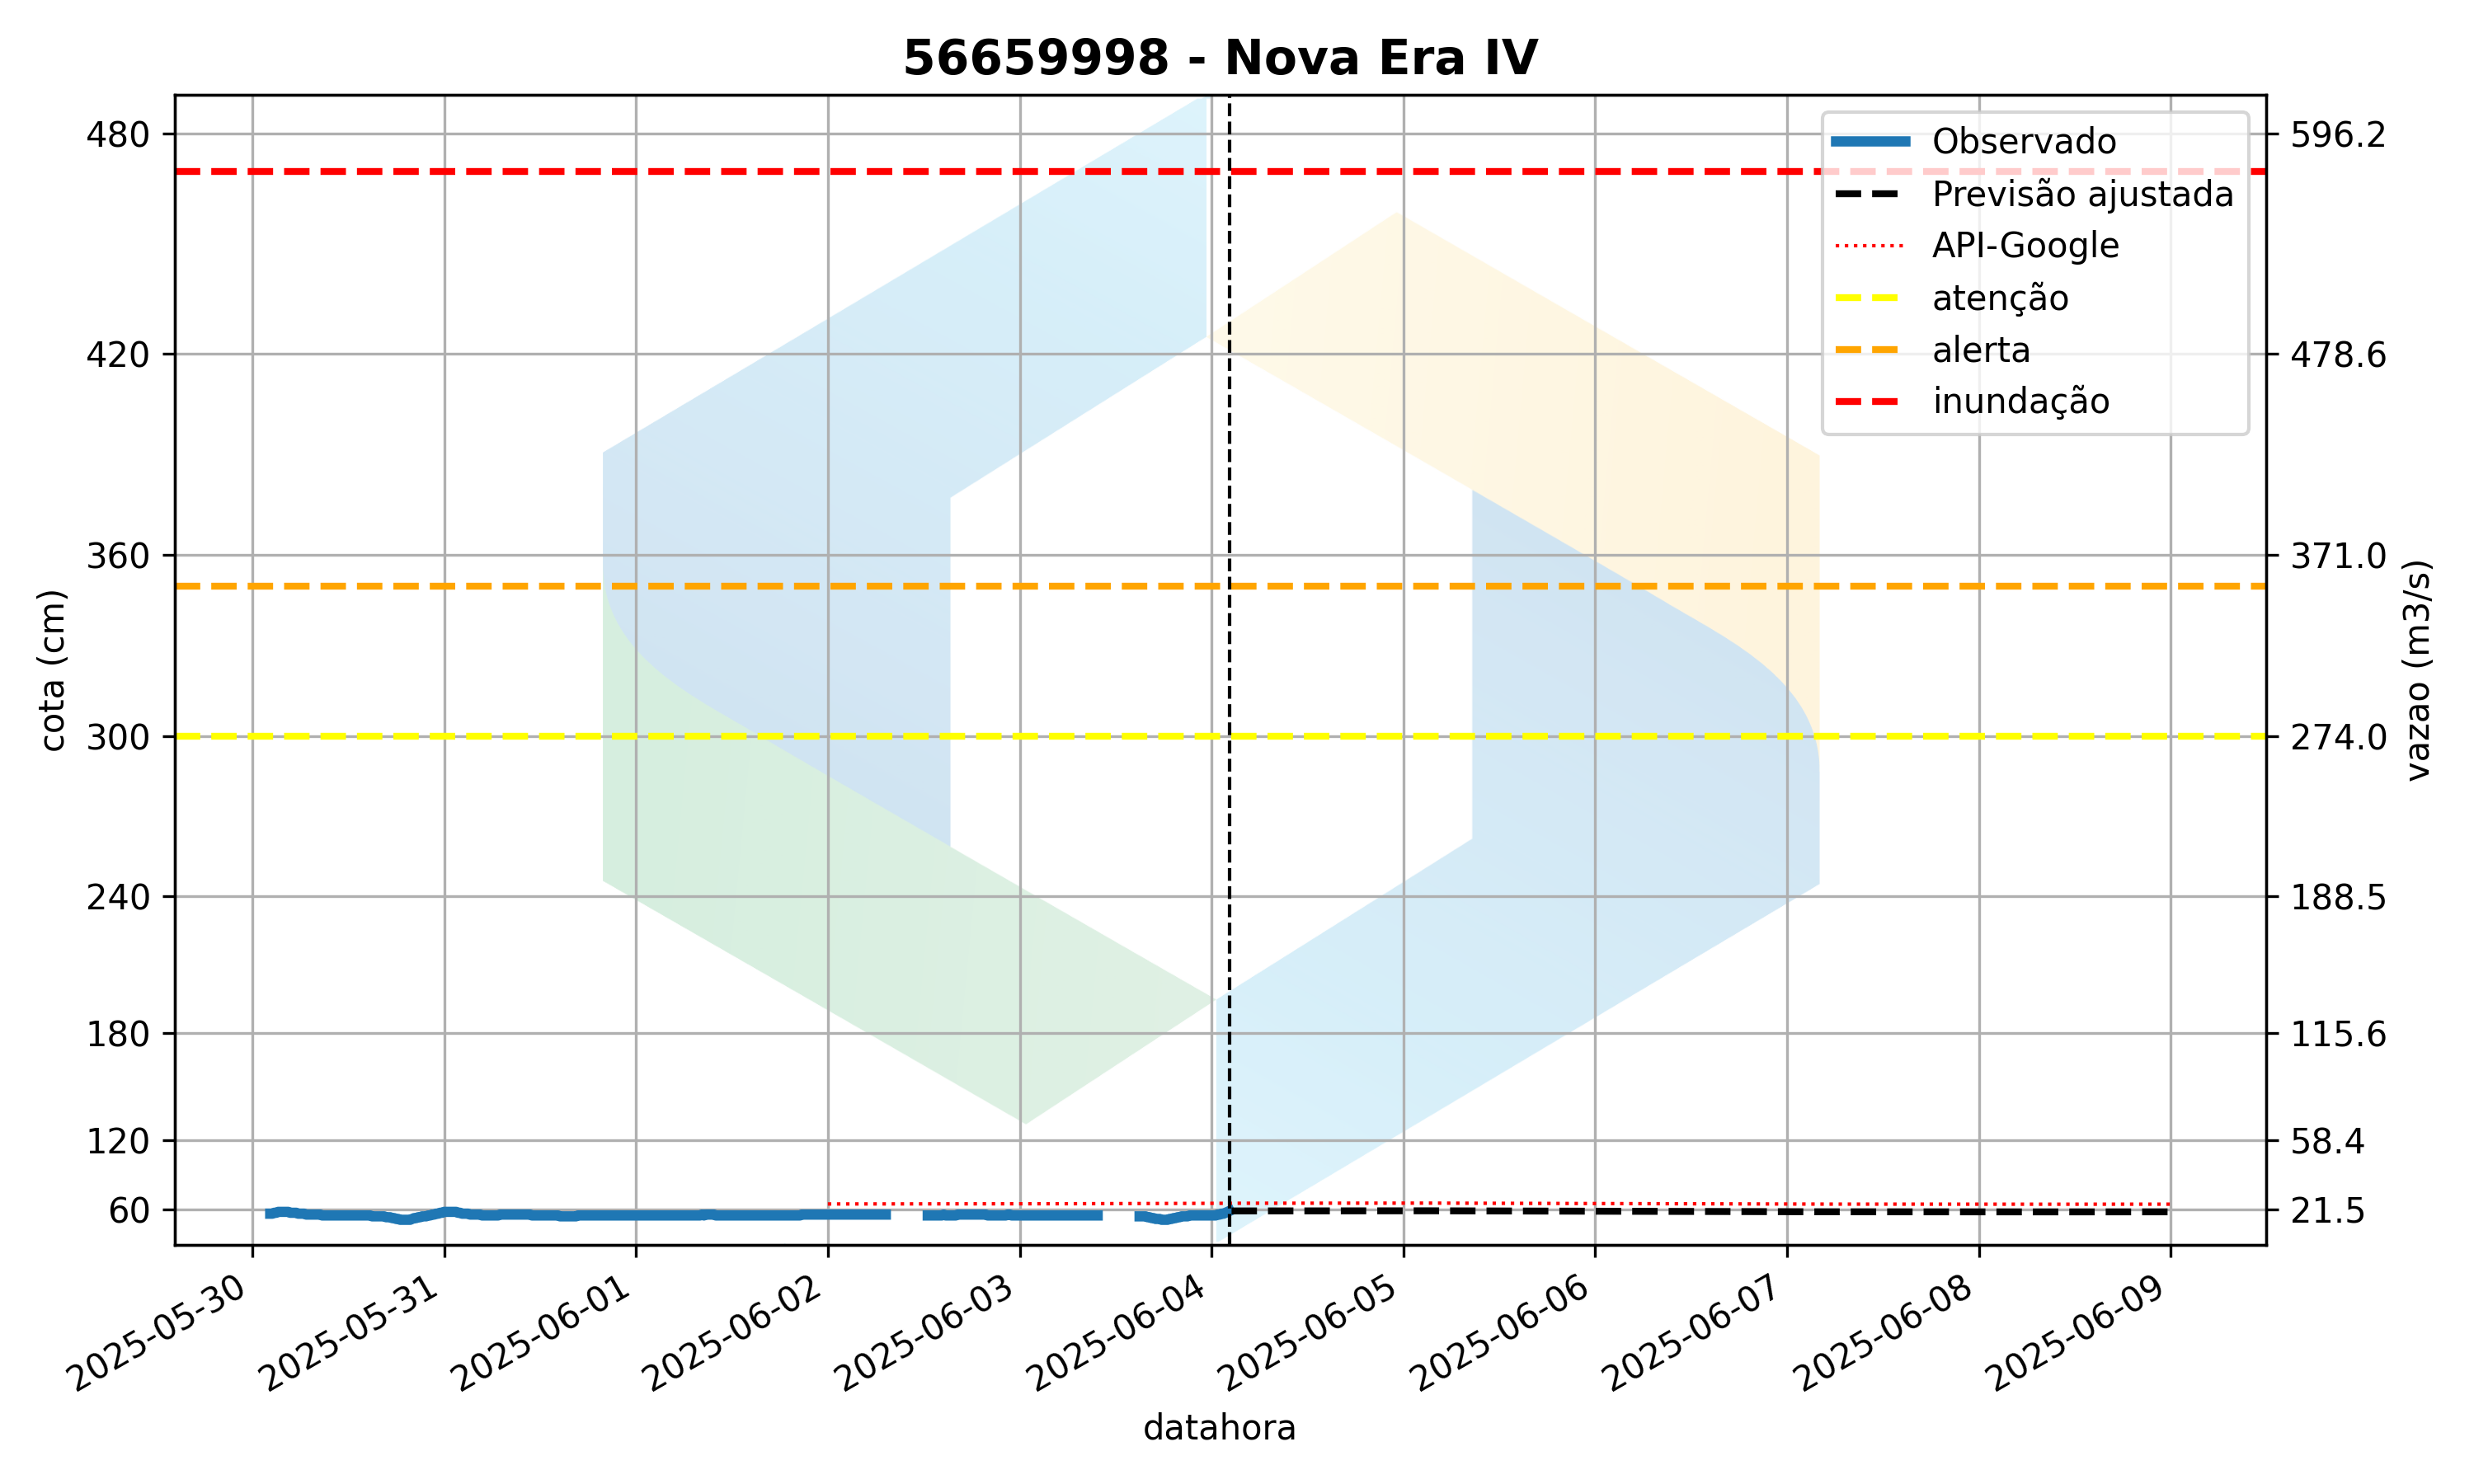 56659998 - Nova Era IV
480
420
360
300
240
180
120
60
cota (cm)
596.2
478.6
371.0
274.0
188.5
115.6
58.4
21.5
vazao (m3/s)
Observado
Previsão ajustada
API-Google
atenção
alerta
inundação
2025-05-30
2025-05-31
2025-06-01
2025-06-02
2025-06-03
2025-06-04
2025-06-05
2025-06-06
2025-06-07
2025-06-08
2025-06-09
datahora